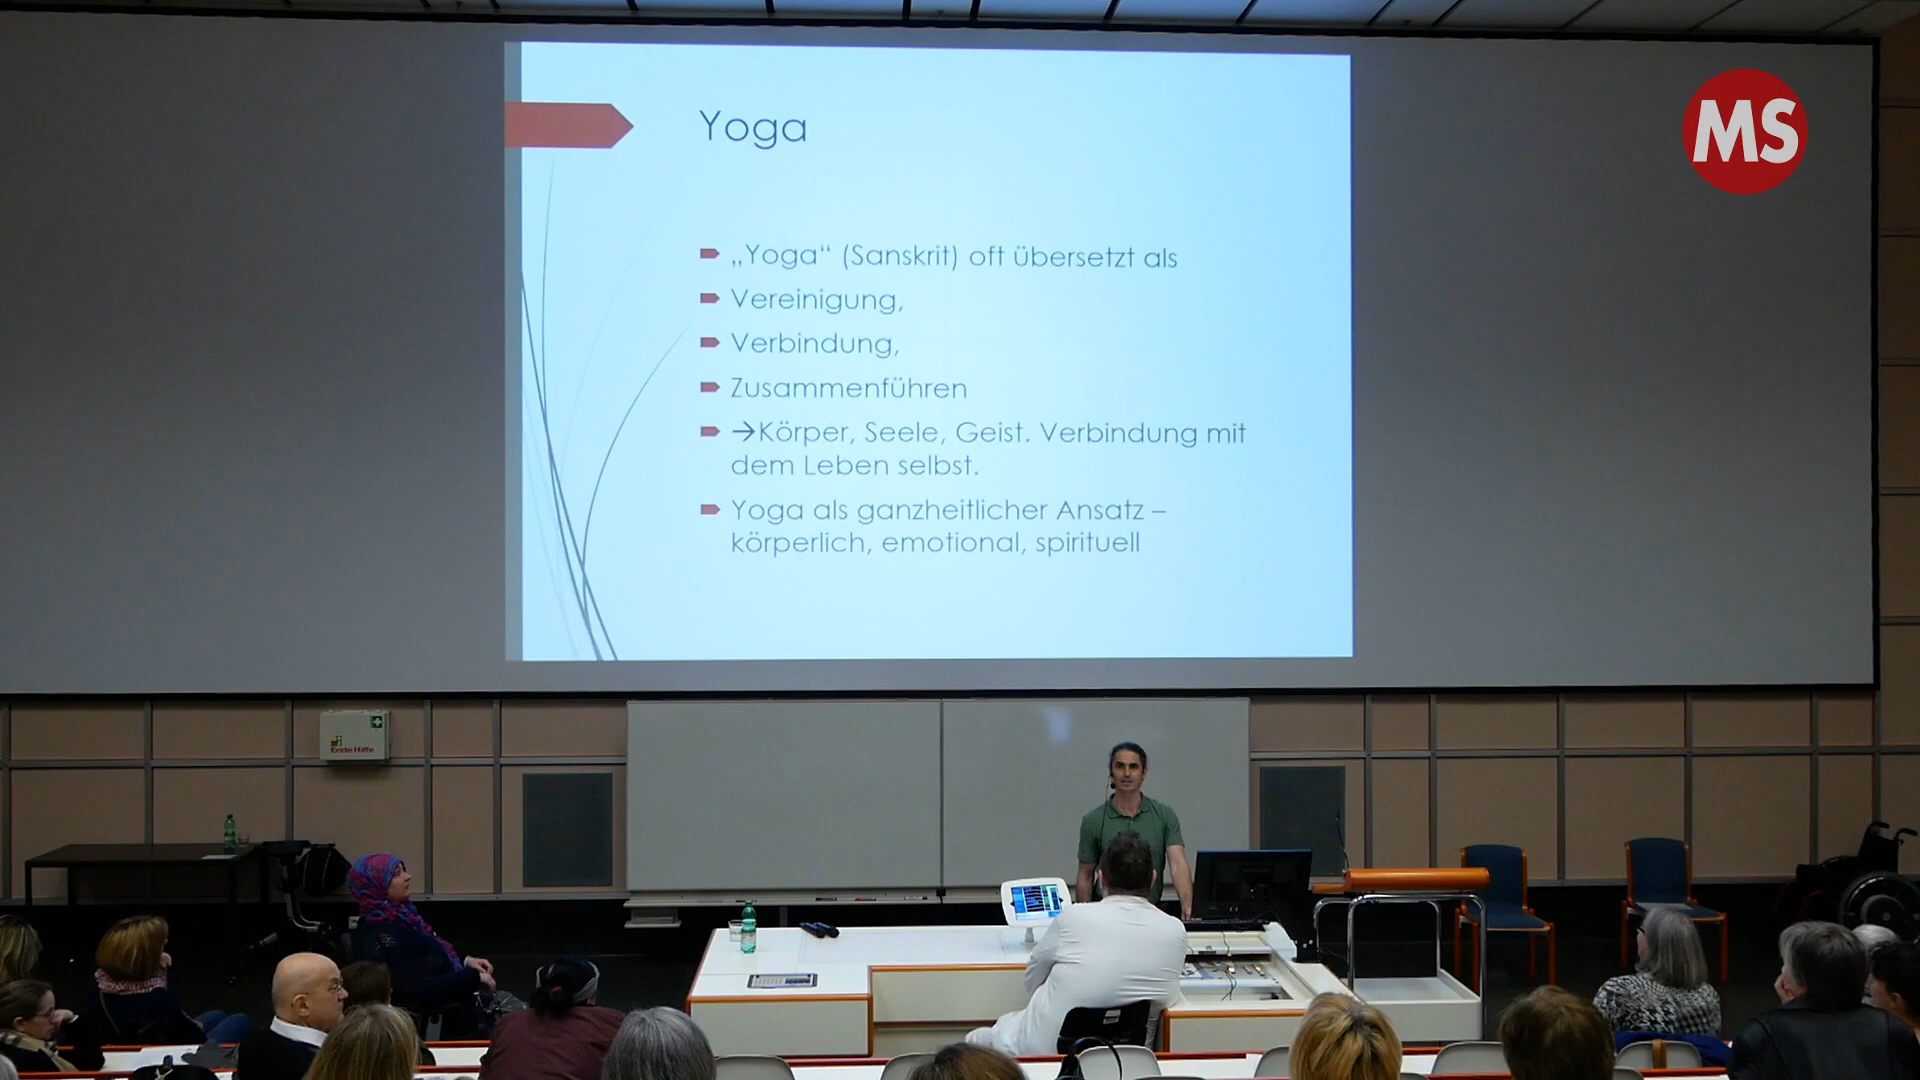 MS
Yoga
„Yoga“ (Sanskrit) oft übersetzt als
Vereinigung,
Verbindung,
Zusammenführen
→Körper, Seele, Geist. Verbindung mit
dem Leben selbst.
Yoga als ganzheitlicher Ansatz –
körperlich, emotional, spirituell
Erste Hilfe